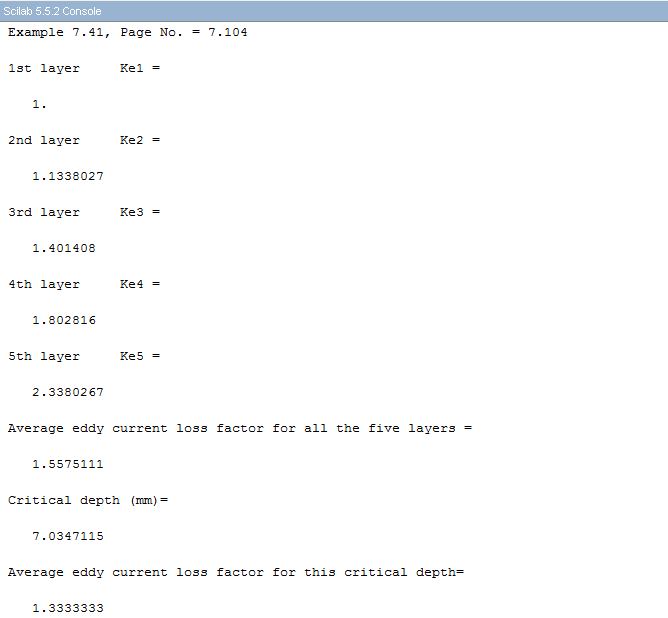 Scilab 5.5.2 Console
Example 7.41, Page No. = 7.104
1st layer     Ke1 =
1.
2nd layer     Ke2 =
1.1338027
3rd layer     Ke3 =
1.401408
4th layer     Ke4 =
1.802816
5th layer     Ke5 =
2.3380267
Average eddy current loss factor for all the five layers =
1.5575111
Critical depth (mm)=
7.0347115
Average eddy current loss factor for this critical depth=
1.3333333